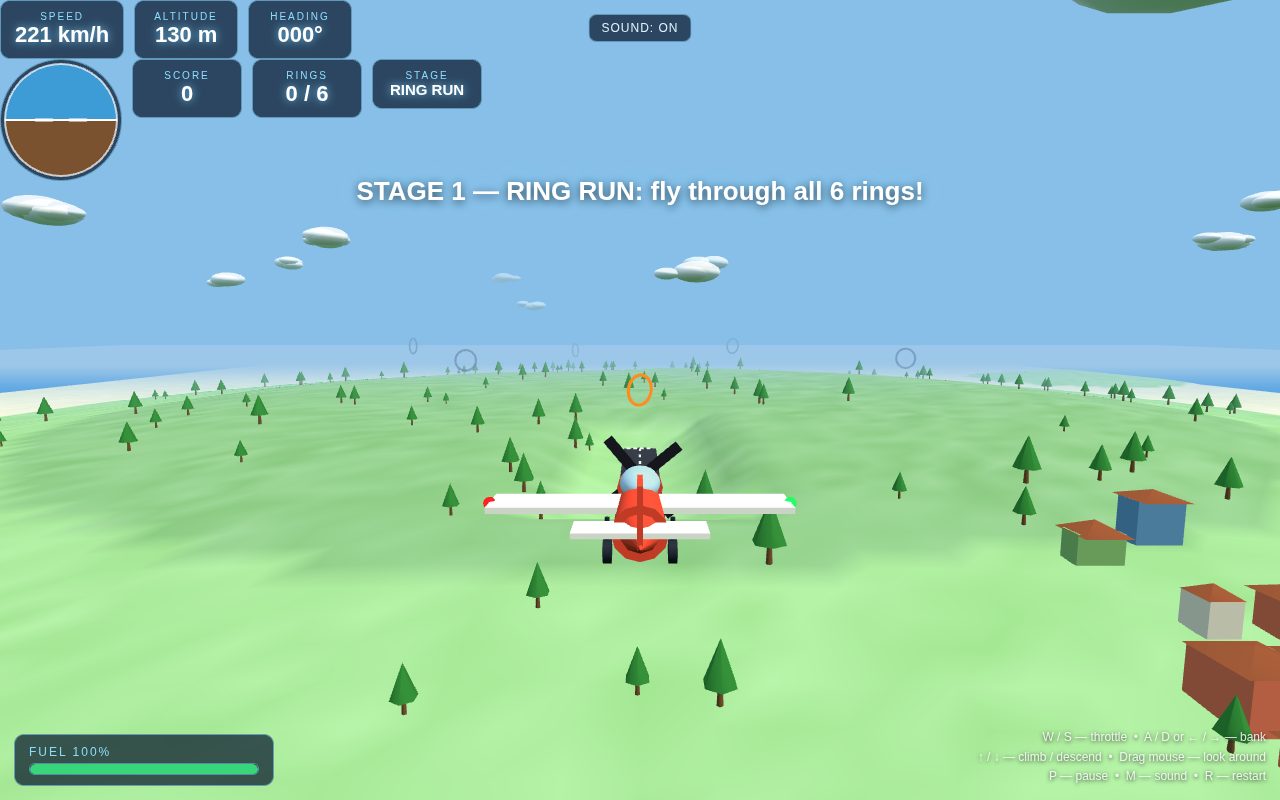 SPEED
221 km/h
ALTITUDE
130 m
HEADING
000°
SOUND: ON
SCORE
0
RINGS
0 / 6
STAGE
RING RUN
STAGE 1 — RING RUN: fly through all 6 rings!
FUEL 100%
W / S — throttle • A / D or ← / → — bank
↑ / ↓ — climb / descend • Drag mouse — look around
P — pause • M — sound • R — restart